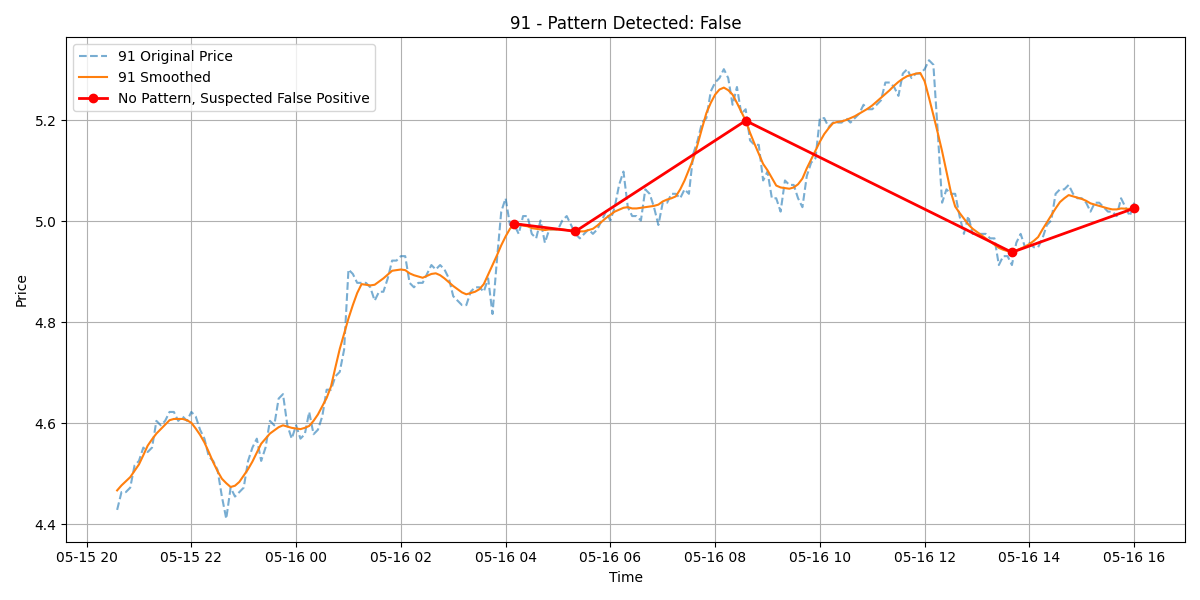 91 - Pattern Detected: False
91 Original Price
91 Smoothed
No Pattern, Suspected False Positive
Price
5.2
5.0
4.8
4.6
4.4
05-15 20 05-15 22 05-16 00 05-16 02 05-16 04 05-16 06 05-16 08 05-16 10 05-16 12 05-16 14 05-16 16
Time